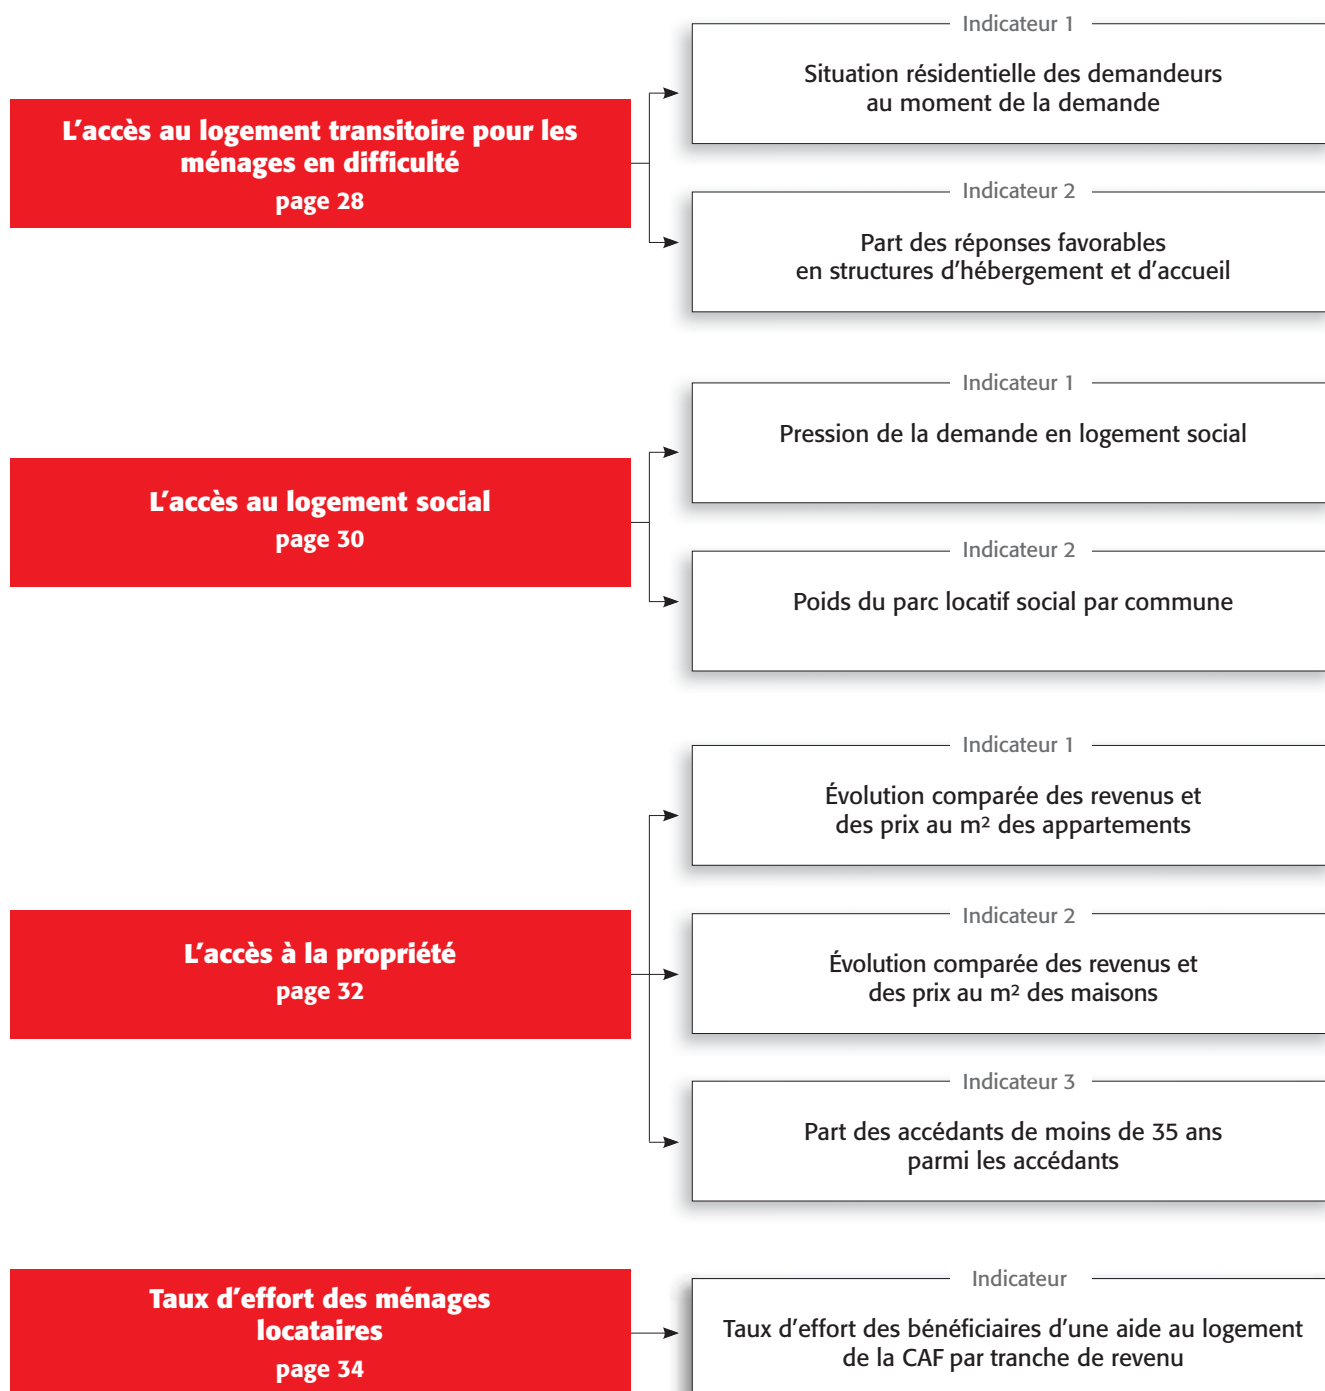 L'accès au logement transitoire pour les
ménages en difficulté
page 28
Indicateur 1
Situation résidentielle des demandeurs
au moment de la demande
Indicateur 2
Part des réponses favorables
en structures d'hébergement et d'accueil
L'accès au logement social
page 30
Indicateur 1
Pression de la demande en logement social
Indicateur 2
Poids du parc locatif social par commune
L'accès à la propriété
page 32
Indicateur 1
Évolution comparée des revenus et
des prix au m² des appartements
Indicateur 2
Évolution comparée des revenus et
des prix au m² des maisons
Indicateur 3
Part des accédants de moins de 35 ans
parmi les accédants
Taux d'effort des ménages
locataires
page 34
Indicateur
Taux d'effort des bénéficiaires d'une aide au logement
de la CAF par tranche de revenu